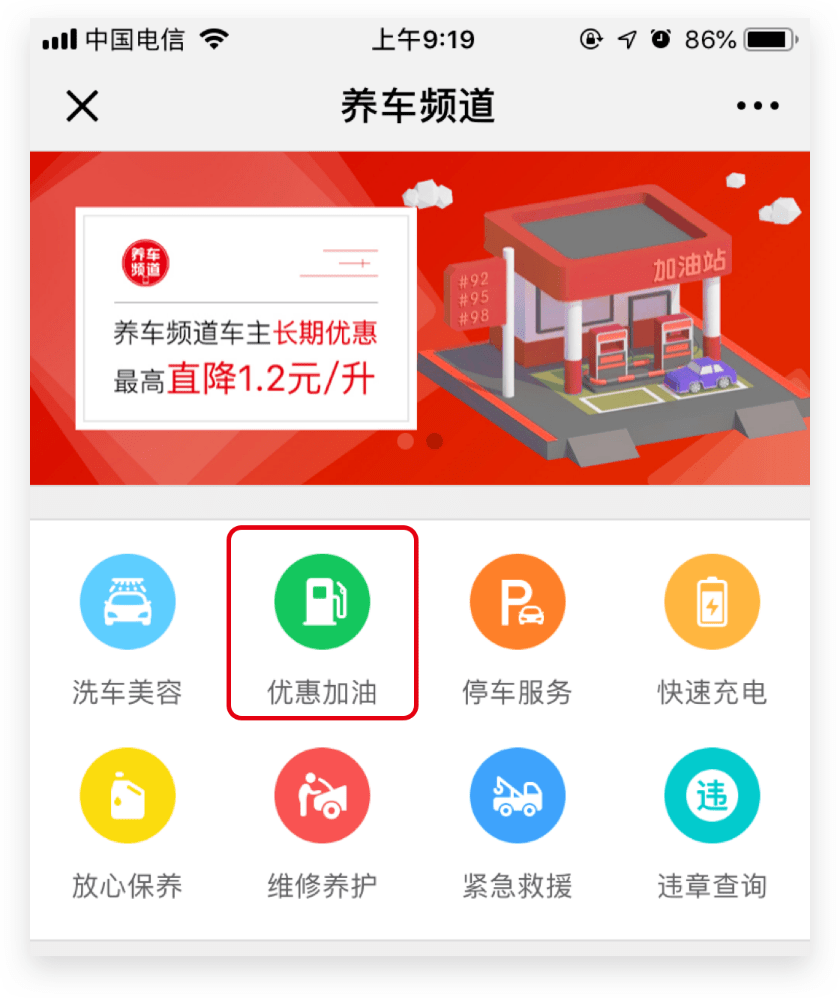 中国电信 上午9:19 86%
养车频道
养车
频道
养车频道车主长期优惠
最高直降1.2元/升
加油站
#92
#95
#98
洗车美容 优惠加油 停车服务 快速充电
违
放心保养 维修养护 紧急救援 违章查询